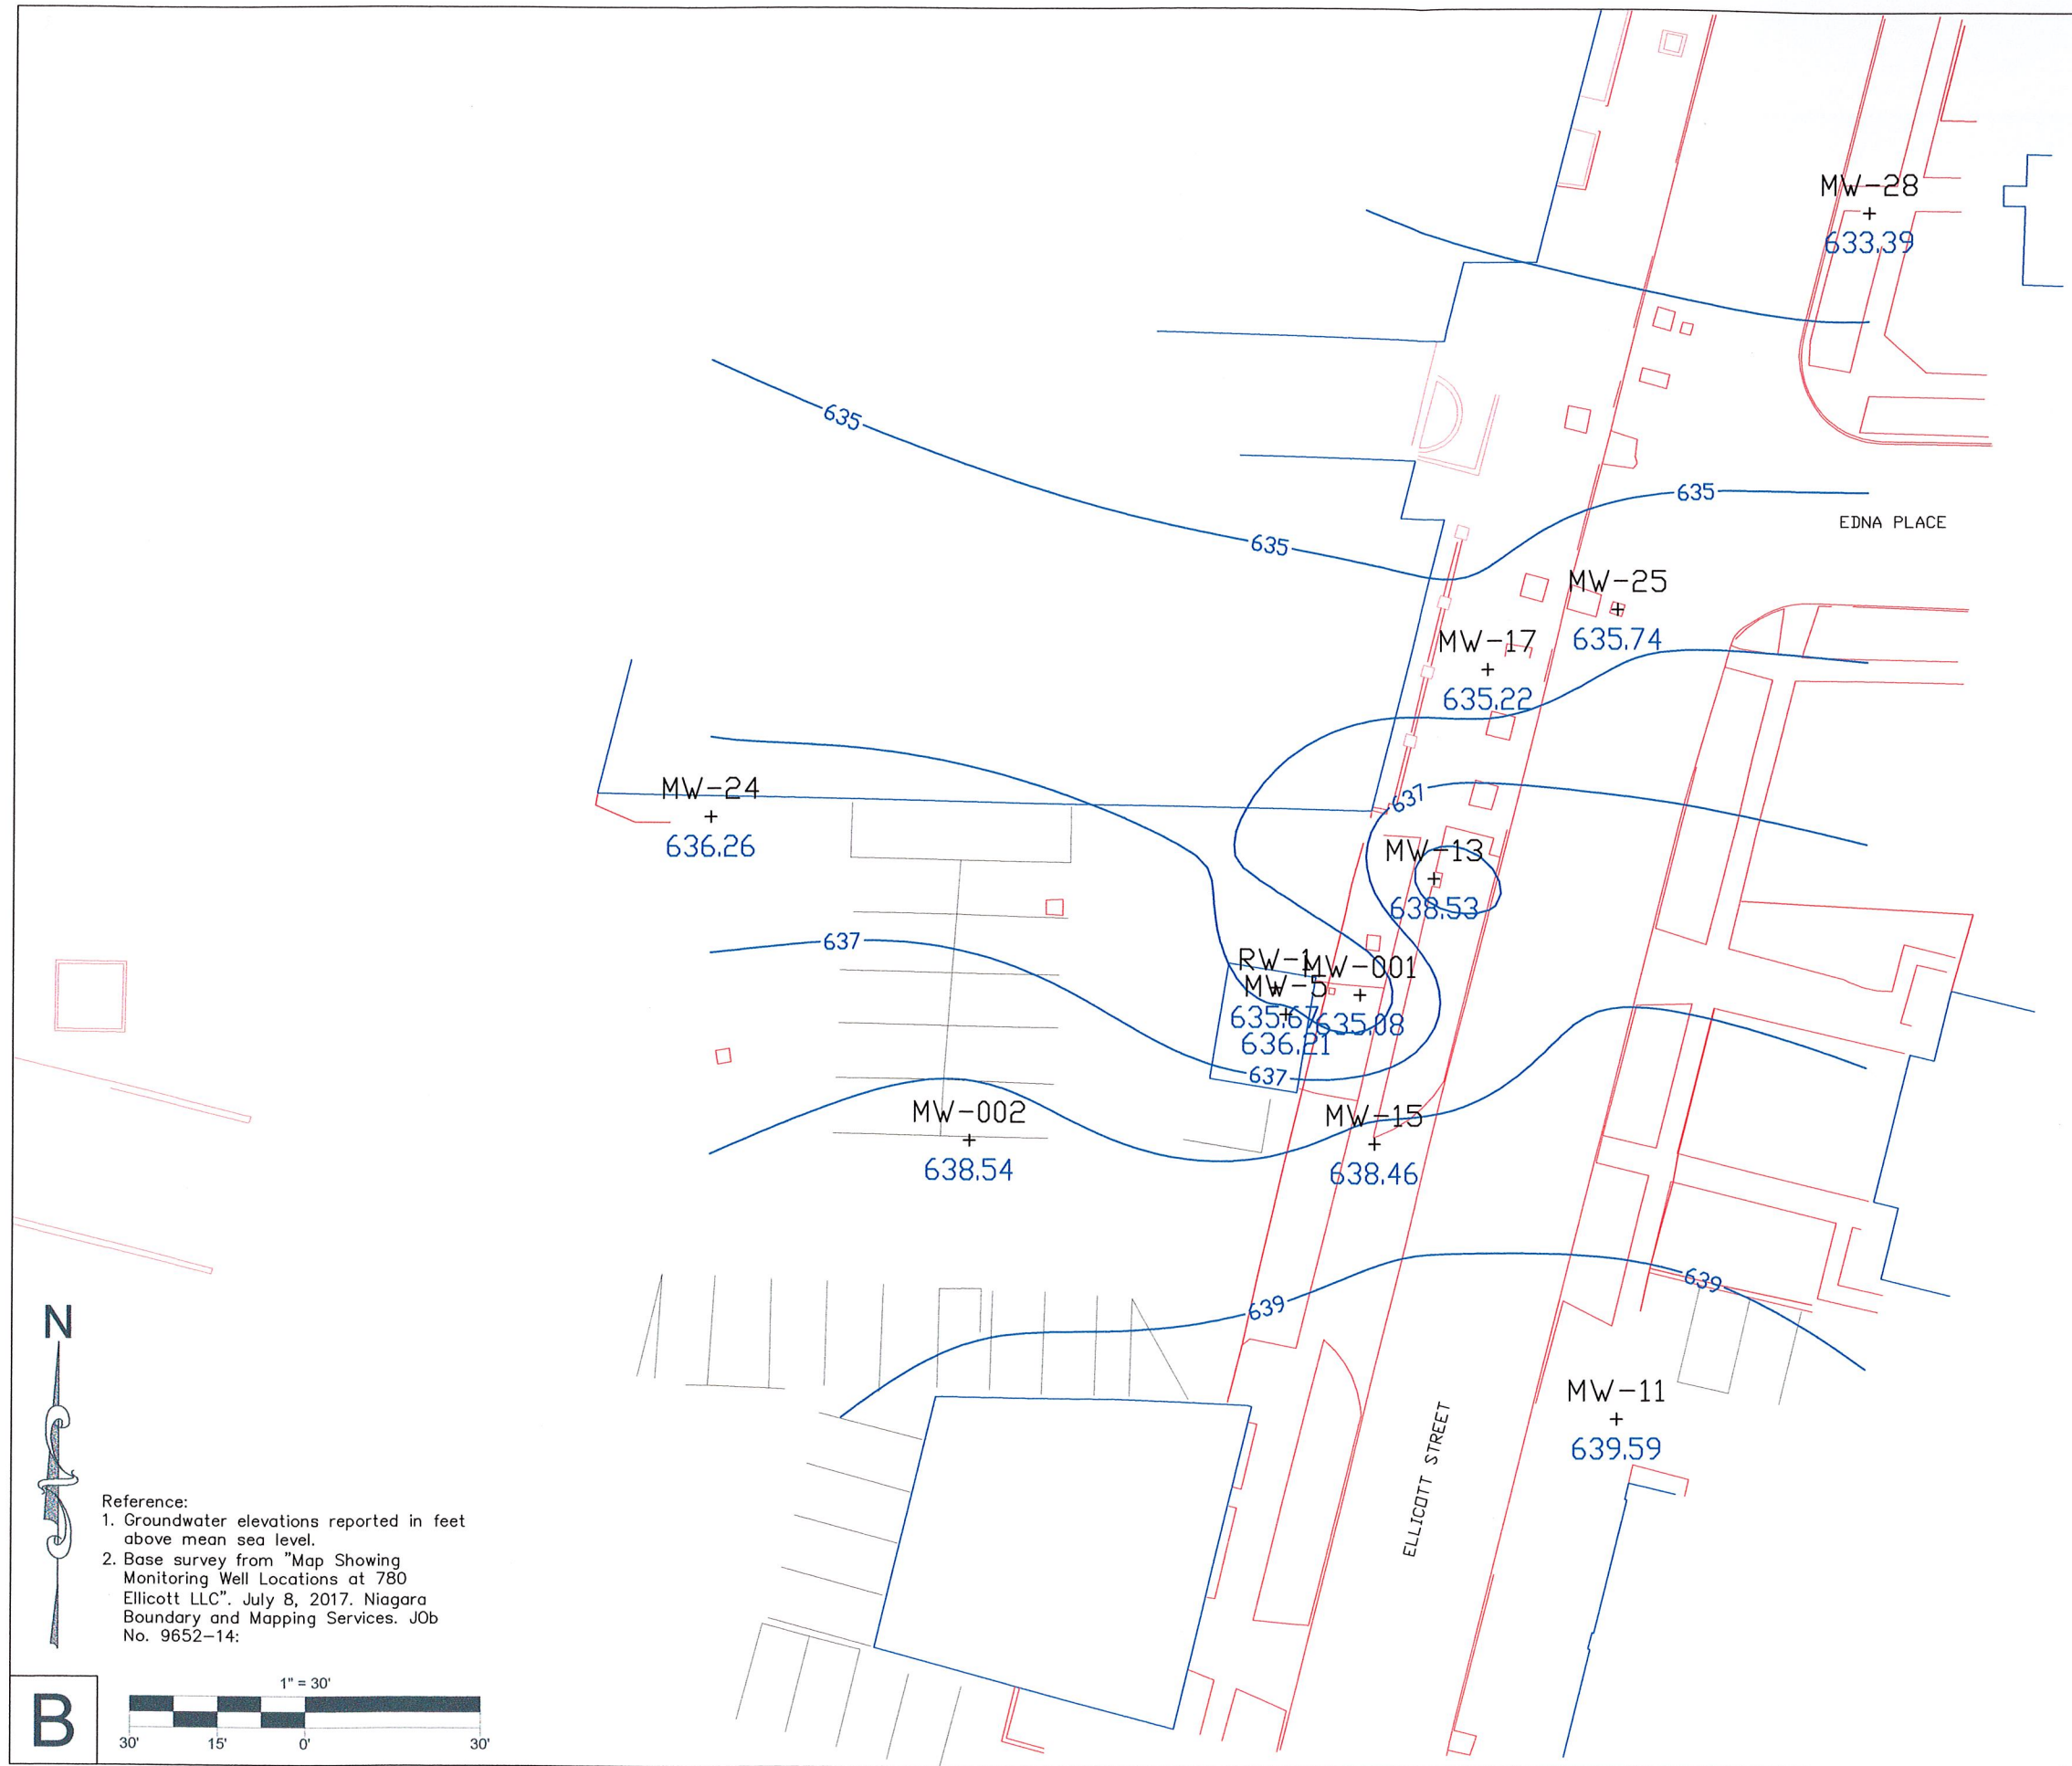 MW-28
633.39
635
635
635
EDNA PLACE
MW-25
635.74
MW-17
635.22
MW-24
636.26
637
MW-13
638.53
637
RW-1
MW-001
MW-5
635.67
635.08
636.21
637
MW-002
638.54
MW-15
638.46
639
639
MW-11
639.59
ELLICOTT STREET
N
Reference:
1. Groundwater elevations reported in feet
above mean sea level.
2. Base survey from "Map Showing
Monitoring Well Locations at 780
Ellicott LLC". July 8, 2017. Niagara
Boundary and Mapping Services. JOb
No. 9652-14:
B
1" = 30'
30' 15' 0' 30'